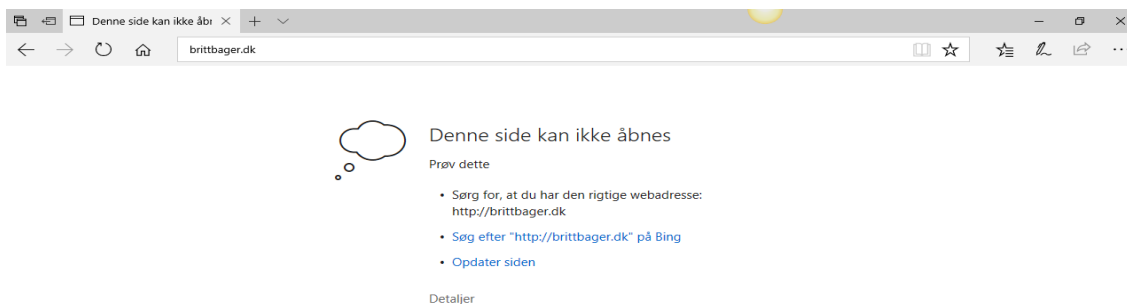 Denne side kan ikke åbr
brittbager.dk
Denne side kan ikke åbnes
Prøv dette
• Sørg for, at du har den rigtige webadresse:
http://brittbager.dk
• Søg efter "http://brittbager.dk" på Bing
• Opdater siden
Detaljer